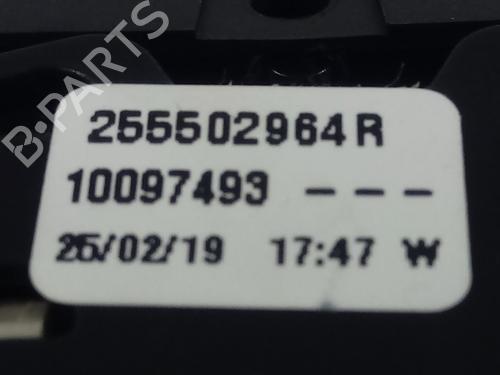 B-PARTS
255502964R
10097493 ---
25/02/19 17:47 W